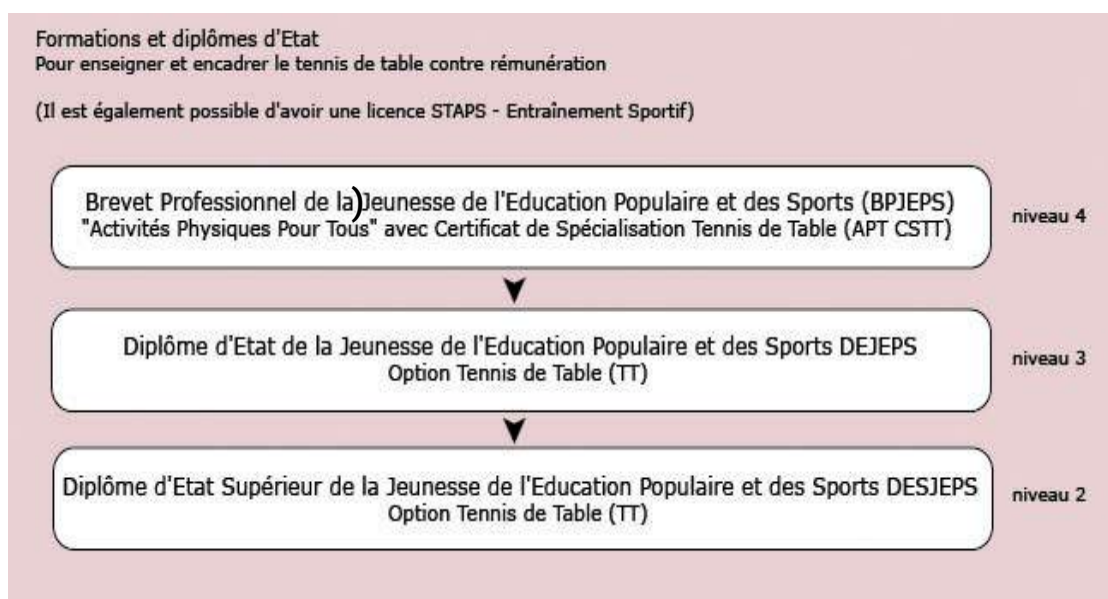 Formations et diplômes d'Etat
Pour enseigner et encadrer le tennis de table contre rémunération
(Il est également possible d'avoir une licence STAPS - Entraînement Sportif)
Brevet Professionnel de la)Jeunesse de l'Education Populaire et des Sports (BPJEPS)
"Activités Physiques Pour Tous" avec Certificat de Spécialisation Tennis de Table (APT CSTT)
niveau 4
Diplôme d'Etat de la Jeunesse de l'Education Populaire et des Sports DEJEPS
Option Tennis de Table (TT)
niveau 3
Diplôme d'Etat Supérieur de la Jeunesse de l'Education Populaire et des Sports DESJEPS
Option Tennis de Table (TT)
niveau 2